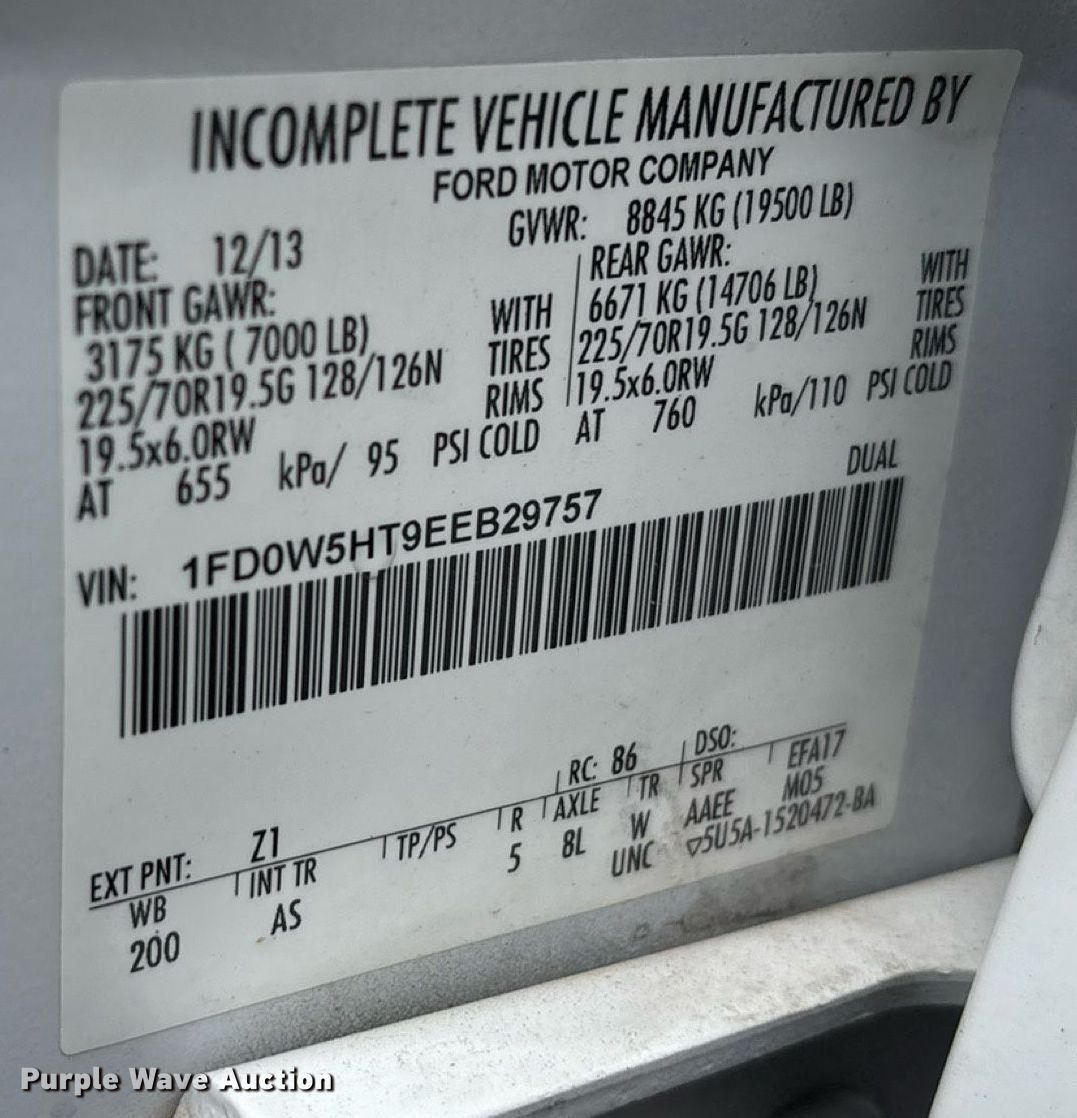 INCOMPLETE VEHICLE MANUFACTURED BY
FORD MOTOR COMPANY
DATE: 12/13 GVWR: 8845 KG (19500 LB)
FRONT GAWR: REAR GAWR:
3175 KG ( 7000 LB) WITH 6671 KG (14706 LB) WITH
225/70R19.5G 128/126N TIRES 225/70R19.5G 128/126N TIRES
19.5x6.0RW RIMS 19.5x6.0RW RIMS
AT 655 kPa/ 95 PSI COLD AT 760 kPa/110 PSI COLD
DUAL
VIN: 1FD0W5HT9EEB29757
EXT PNT: Z1 RC: 86 DSO:
WB INT TR TP/PS R AXLE TR SPR EFA17
200 AS 5 8L W AAEE M05
UNC ▽5U5A-1520472-BA
Purple Wave Auction